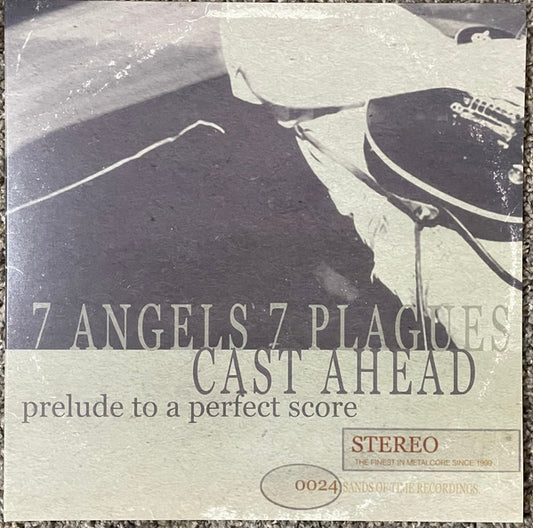 7 ANGELS 7 PLAGUES
CAST AHEAD
prelude to a perfect score
STEREO
THE FINEST IN METALCORE SINCE 1999
0024 SANDS OF TIME RECORDINGS